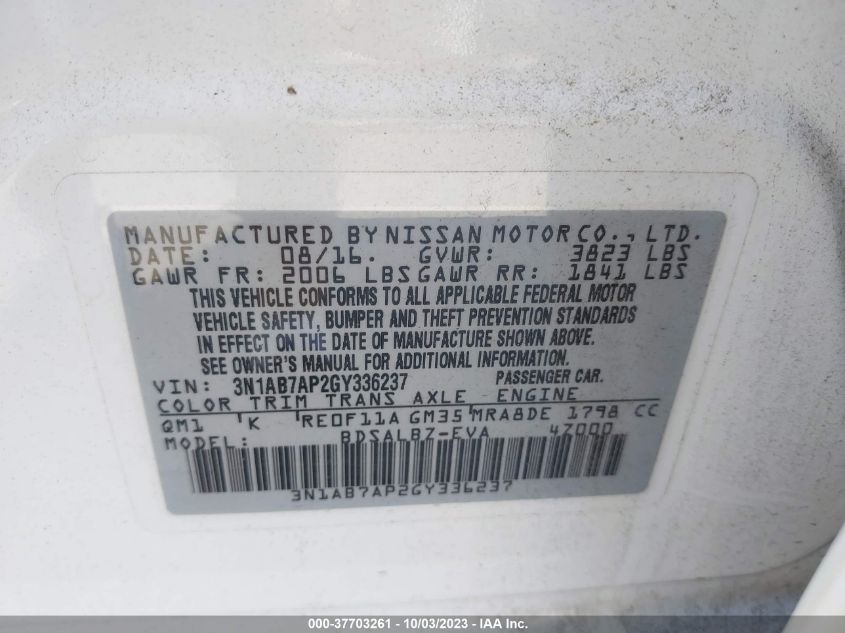 MANUFACTURED BY NISSAN MOTOR CO., LTD.
DATE: 08/16. GVWR: 3823 LBS
GAWR FR: 2006 LBS GAWR RR: 1841 LBS
THIS VEHICLE CONFORMS TO ALL APPLICABLE FEDERAL MOTOR
VEHICLE SAFETY, BUMPER AND THEFT PREVENTION STANDARDS
IN EFFECT ON THE DATE OF MANUFACTURE SHOWN ABOVE.
SEE OWNER'S MANUAL FOR ADDITIONAL INFORMATION.
VIN: 3N1AB7AP2GY336237 PASSENGER CAR.
COLOR TRIM TRANS AXLE ENGINE
QM1 K RE0F11A GM35 MRA8DE 1798 CC
MODEL: BDSALBZ-EVA 47000
3N1AB7AP2GY336237
000-37703261 - 10/03/2023 - IAAI.com.